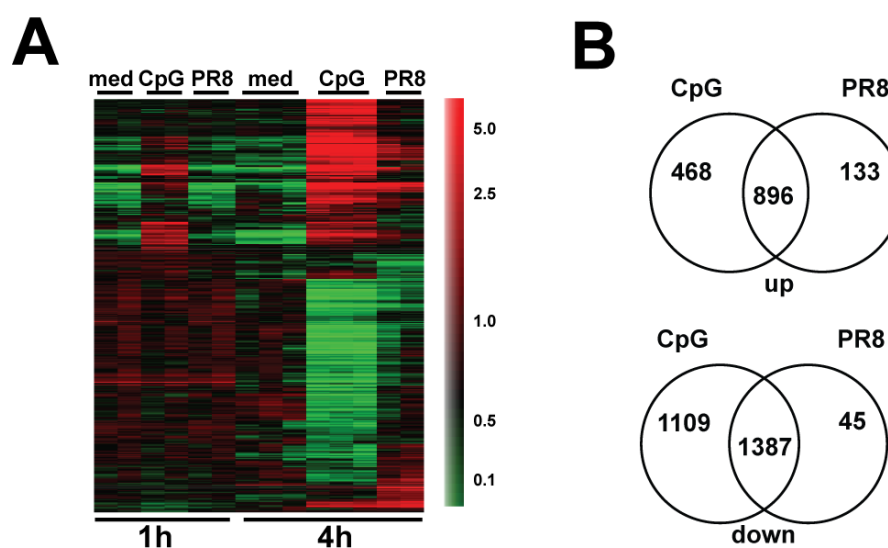 A
med CpG PR8 med CpG PR8
5.0
2.5
1.0
0.5
0.1
1h 4h
B
CpG PR8
468 896 133
up
CpG PR8
1109 1387 45
down